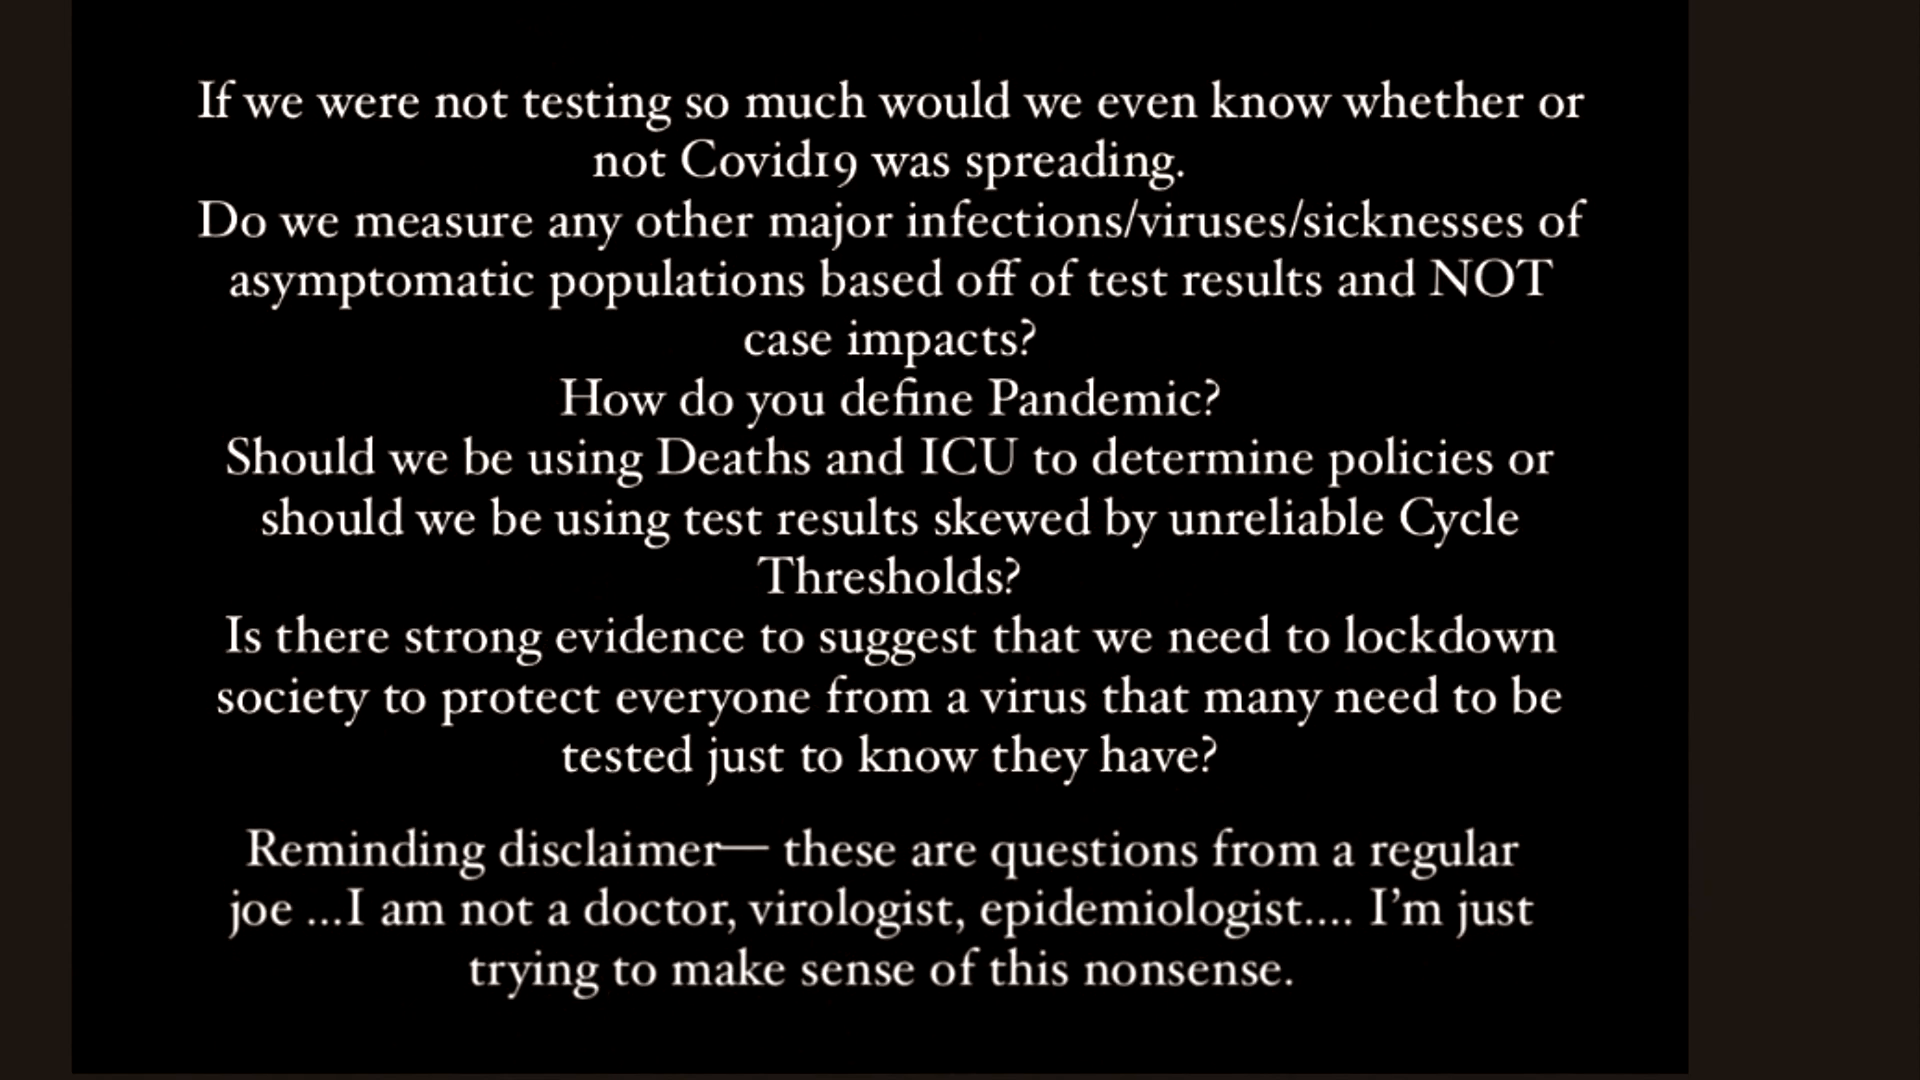 If we were not testing so much would we even know whether or
not Covid19 was spreading.
Do we measure any other major infections/viruses/sicknesses of
asymptomatic populations based off of test results and NOT
case impacts?
How do you define Pandemic?
Should we be using Deaths and ICU to determine policies or
should we be using test results skewed by unreliable Cycle
Thresholds?
Is there strong evidence to suggest that we need to lockdown
society to protect everyone from a virus that many need to be
tested just to know they have?
Reminding disclaimer— these are questions from a regular
joe ...I am not a doctor, virologist, epidemiologist.... I’m just
trying to make sense of this nonsense.